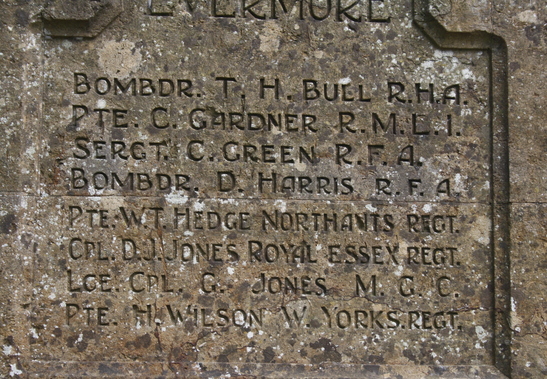 EVERMORE
BOMBDR. T. H. BULL R.H.A.
PTE. C. GARDNER R.M.L.I.
SERGT. C. GREEN R.F.A.
BOMBDR. D. HARRIS R.F.A.
PTE. W.T. HEDGE NORTHANTS REGT.
CPL. D.J. JONES ROYAL ESSEX REGT.
LCE. CPL. G. JONES M.G.C.
PTE. H. WILSON W. YORKS. REGT.